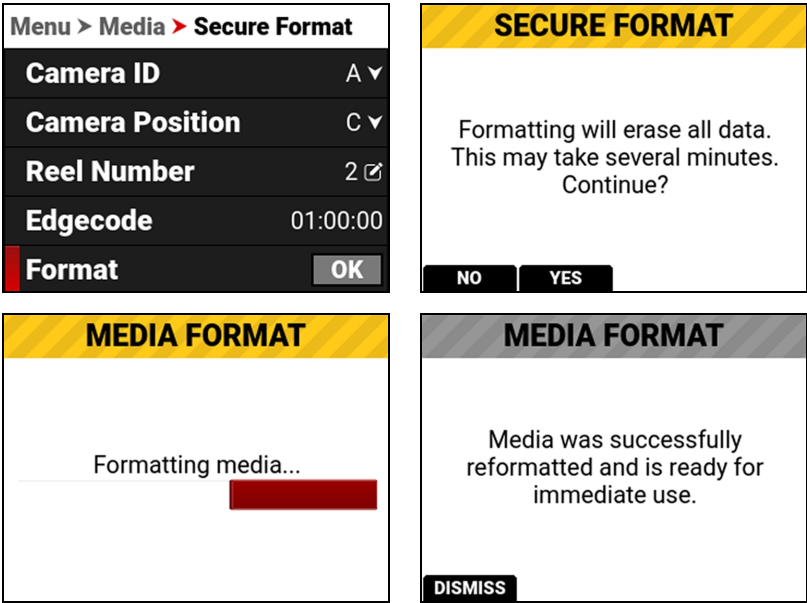 Menu > Media > Secure Format
Camera ID A
Camera Position C
Reel Number 2
Edgecode 01:00:00
Format OK
SECURE FORMAT
Formatting will erase all data.
This may take several minutes.
Continue?
NO YES
MEDIA FORMAT
Formatting media...
MEDIA FORMAT
Media was successfully
reformatted and is ready for
immediate use.
DISMISS